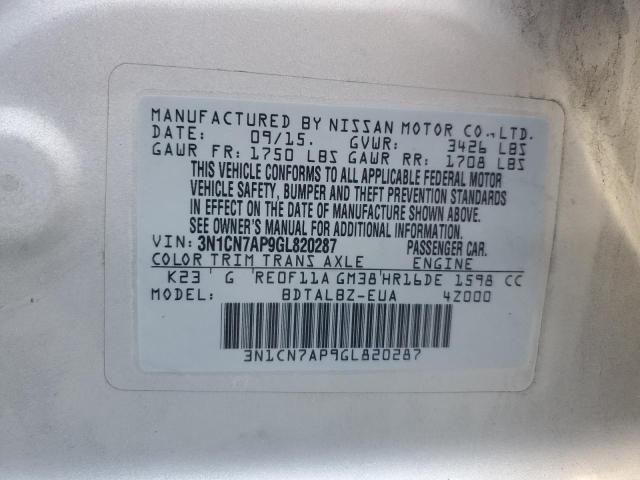 MANUFACTURED BY NISSAN MOTOR CO.,LTD.
DATE: 09/15. GVWR: 3426 LBS
GAWR FR: 1750 LBS GAWR RR: 1708 LBS
THIS VEHICLE CONFORMS TO ALL APPLICABLE FEDERAL MOTOR
VEHICLE SAFETY, BUMPER AND THEFT PREVENTION STANDARDS
IN EFFECT ON THE DATE OF MANUFACTURE SHOWN ABOVE.
SEE OWNER'S MANUAL FOR ADDITIONAL INFORMATION.
VIN: 3N1CN7AP9GL820287 PASSENGER CAR.
COLOR TRIM TRANS AXLE ENGINE
K23 G RE0F11A GM38 HR16DE 1598 CC
MODEL: BDTALBZ-EUA 4Z000
3N1CN7AP9GL820287